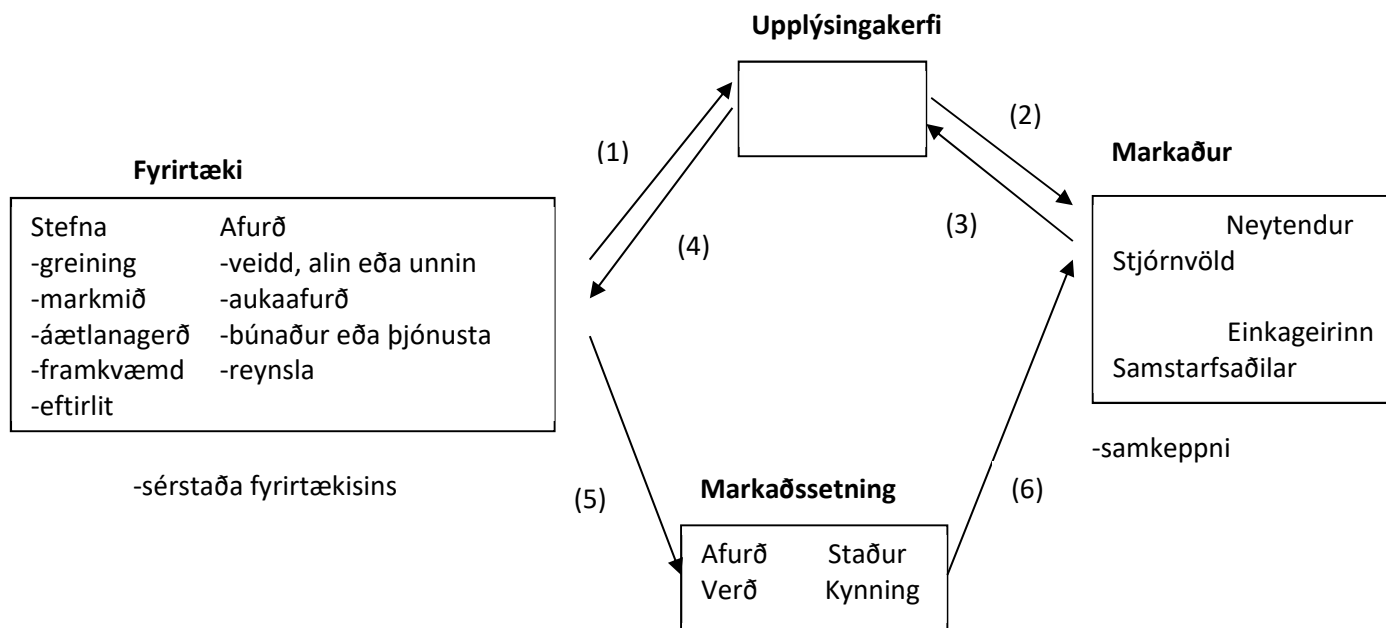 Upplýsingakerfi
(1)
(2)
Fyrirtæki
Markaður
Stefna Afurð
-greining -veidd, alin eða unnin
-markmið -aukaafurð
-áætlanagerð -búnaður eða þjónusta
-framkvæmd -reynsla
-eftirlit
(4)
(3)
Neytendur
Stjórnvöld
Einkageirinn
Samstarfsaðilar
-samkeppni
-sérstaða fyrirtækisins
(5)
Markaðssetning
(6)
Afurð Staður
Verð Kynning